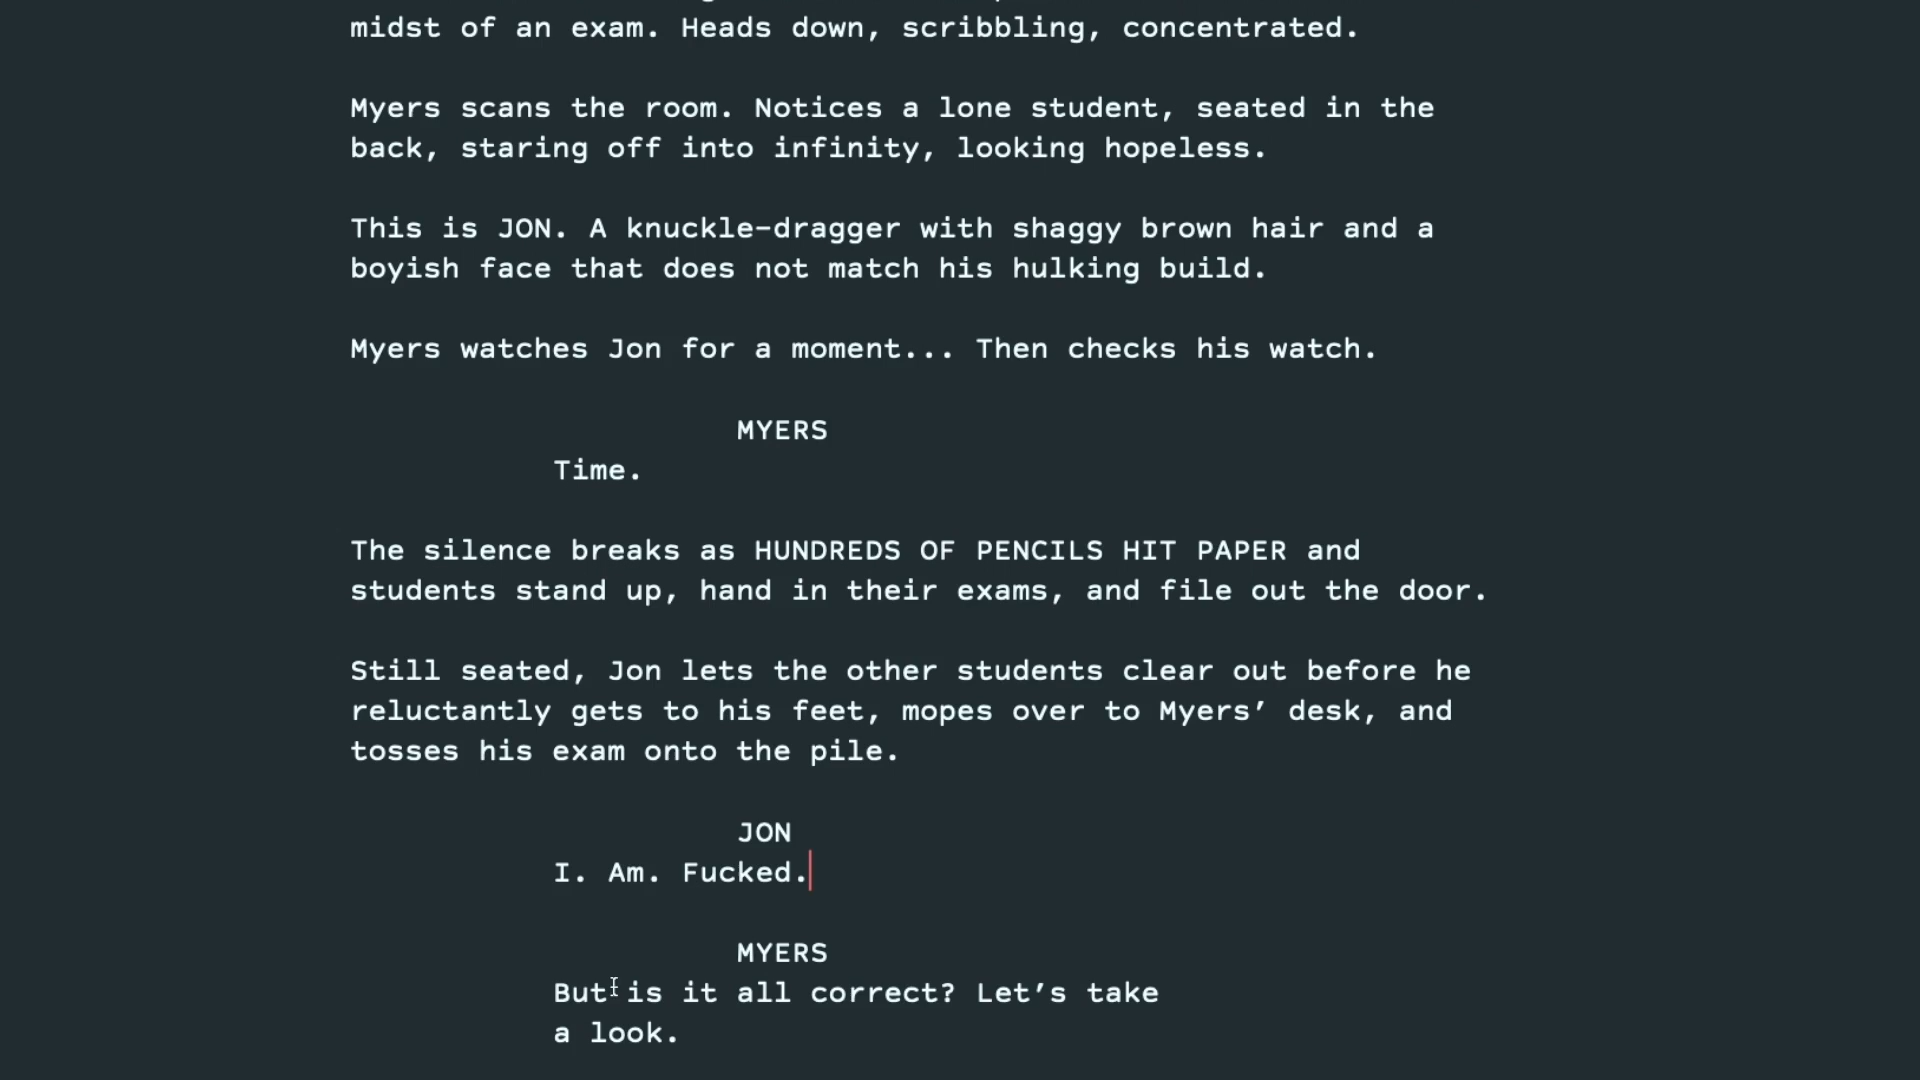 midst of an exam. Heads down, scribbling, concentrated.
Myers scans the room. Notices a lone student, seated in the
back, staring off into infinity, looking hopeless.
This is JON. A knuckle-dragger with shaggy brown hair and a
boyish face that does not match his hulking build.
Myers watches Jon for a moment... Then checks his watch.
MYERS
Time.
The silence breaks as HUNDREDS OF PENCILS HIT PAPER and
students stand up, hand in their exams, and file out the door.
Still seated, Jon lets the other students clear out before he
reluctantly gets to his feet, mopes over to Myers’ desk, and
tosses his exam onto the pile.
JON
I. Am. Fucked.
MYERS
But is it all correct? Let’s take
a look.